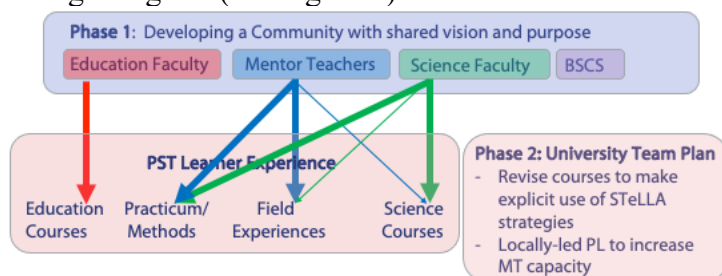 Phase 1: Developing a Community with shared vision and purpose
Education Faculty Mentor Teachers Science Faculty BSCS
PST Learner Experience
Education Courses
Practicum/ Methods
Field Experiences
Science Courses
Phase 2: University Team Plan
- Revise courses to make
explicit use of STeLLA
strategies
- Locally-led PL to increase
MT capacity